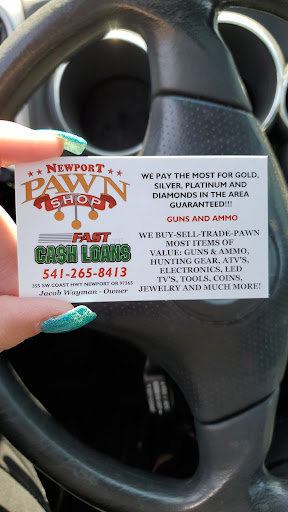 NEWPORT
PAWN
SHOP
FAST
CASH LOANS
541-265-8413
355 SW COAST HWY NEWPORT OR 97365
Jacob Wayman - Owner
WE PAY THE MOST FOR GOLD,
SILVER, PLATINUM AND
DIAMONDS IN THE AREA
GUARANTEED!!!
GUNS AND AMMO
WE BUY-SELL-TRADE-PAWN
MOST ITEMS OF
VALUE: GUNS & AMMO,
HUNTING GEAR, ATV'S,
ELECTRONICS, LED
TV'S, TOOLS, COINS,
JEWELRY AND MUCH MORE!